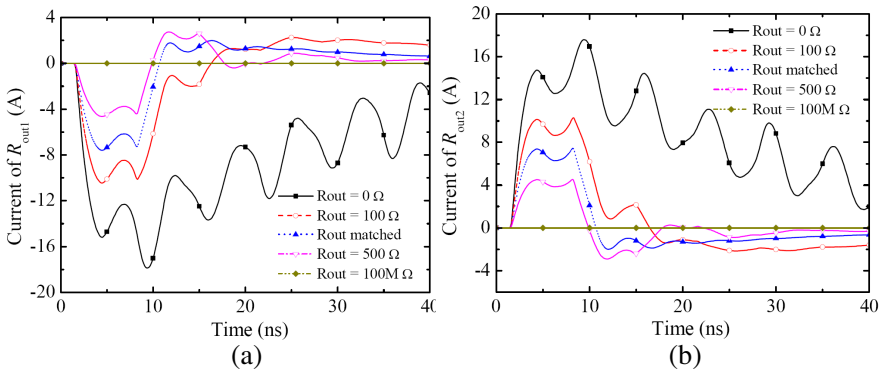 4
0
-4
-8
-12
-16
-20
Current of Rout1 (A)
Rout = 0 Ω
Rout = 100 Ω
Rout matched
Rout = 500 Ω
Rout = 100M Ω
0 10 20 30 40
Time (ns)
(a)
20
16
12
8
4
0
-4
Current of Rout2 (A)
Rout = 0 Ω
Rout = 100 Ω
Rout matched
Rout = 500 Ω
Rout = 100M Ω
0 10 20 30 40
Time (ns)
(b)